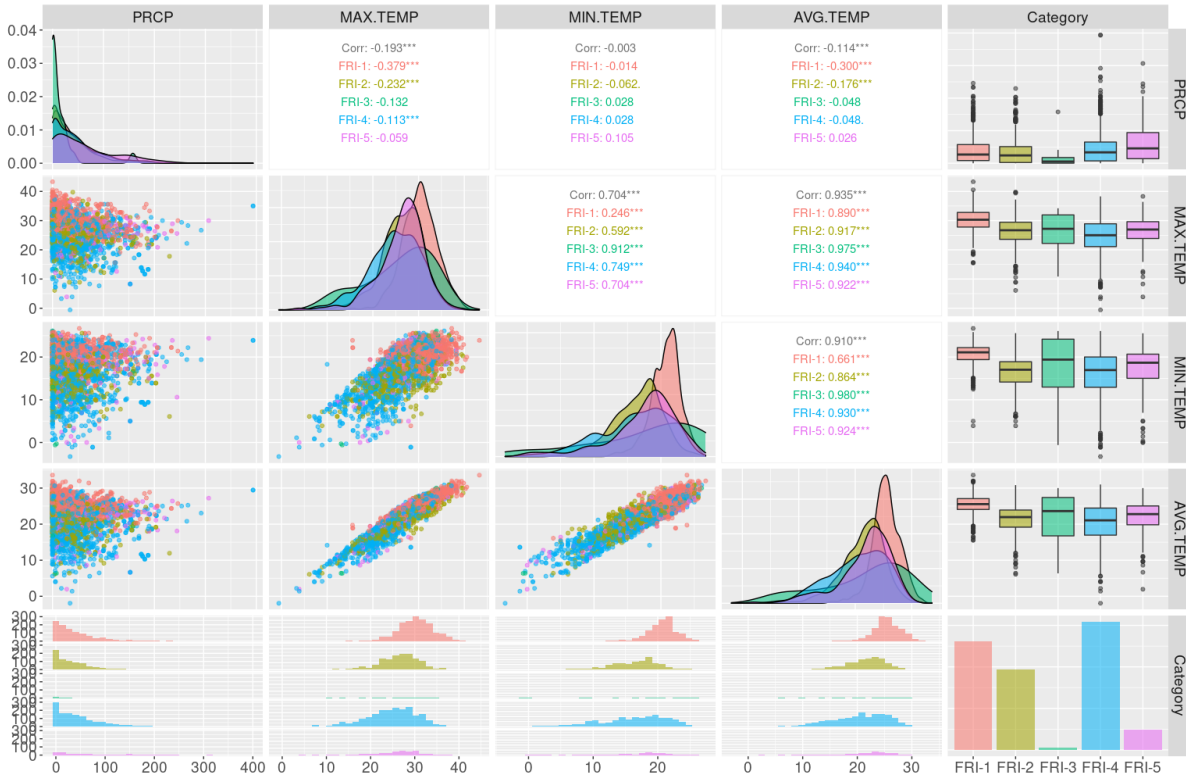 PRCP MAX.TEMP MIN.TEMP AVG.TEMP Category
0.04
0.03
0.02
0.01
0.00
Corr: -0.193***
FRI-1: -0.379***
FRI-2: -0.232***
FRI-3: -0.132
FRI-4: -0.113***
FRI-5: -0.059
Corr: -0.003
FRI-1: -0.014
FRI-2: -0.062.
FRI-3: 0.028
FRI-4: 0.028
FRI-5: 0.105
Corr: -0.114***
FRI-1: -0.300***
FRI-2: -0.176***
FRI-3: -0.048
FRI-4: -0.048.
FRI-5: 0.026
PRCP
40
30
20
10
0
Corr: 0.704***
FRI-1: 0.246***
FRI-2: 0.592***
FRI-3: 0.912***
FRI-4: 0.749***
FRI-5: 0.704***
Corr: 0.935***
FRI-1: 0.890***
FRI-2: 0.917***
FRI-3: 0.975***
FRI-4: 0.940***
FRI-5: 0.922***
MAX.TEMP
20
10
0
Corr: 0.910***
FRI-1: 0.661***
FRI-2: 0.864***
FRI-3: 0.980***
FRI-4: 0.930***
FRI-5: 0.924***
MIN.TEMP
30
20
10
0
AVG.TEMP
300
Category
0 100 200 300 400 0 10 20 30 40 0 10 20 0 10 20 30 FRI-1 FRI-2 FRI-3 FRI-4 FRI-5